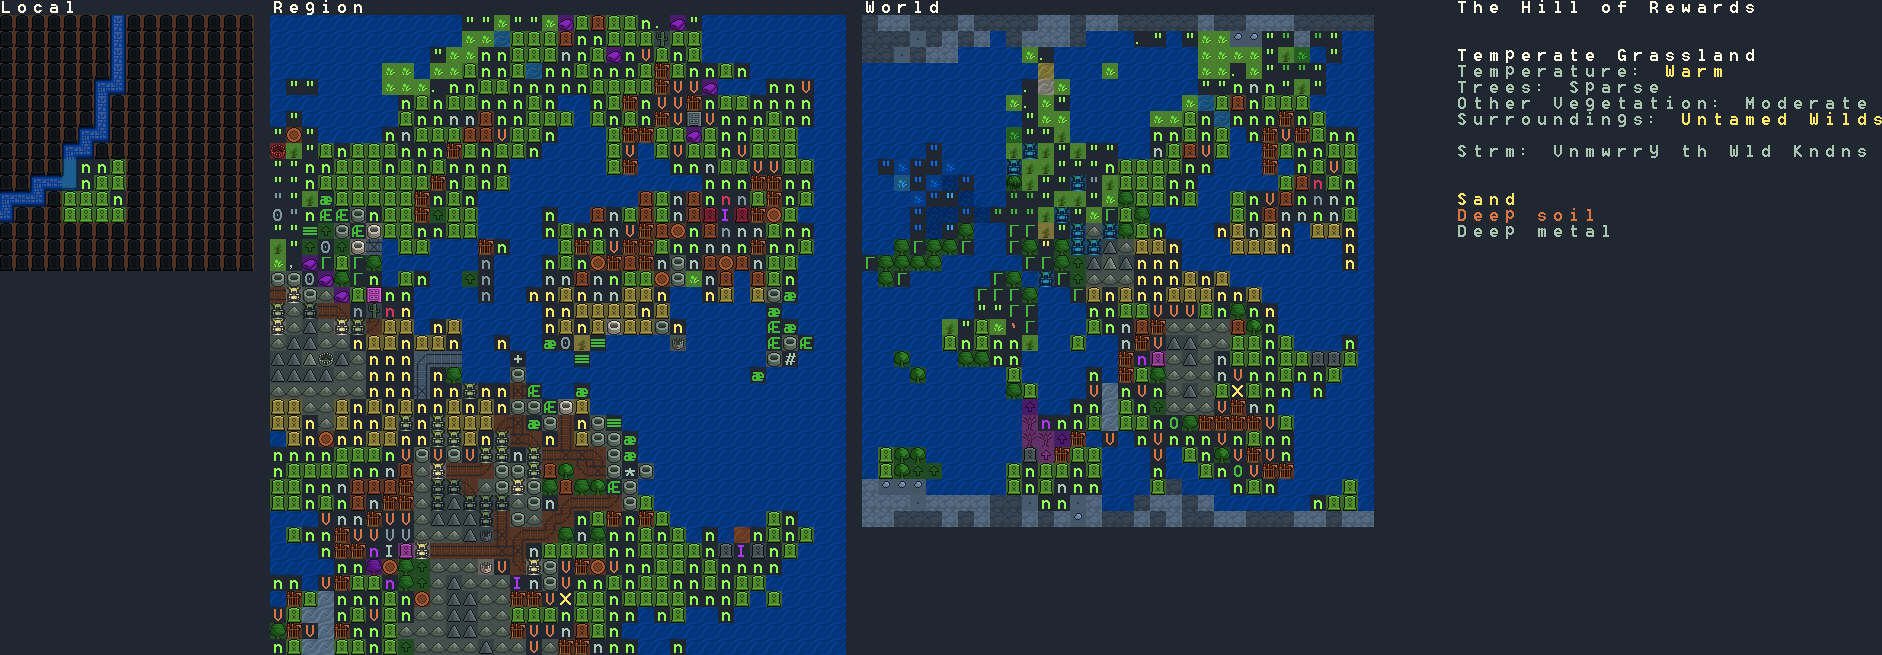 Local
Region
World
The Hill of Rewards
Temperate Grassland
Temperature: Warm
Trees: Sparse
Other Vegetation: Moderate
Surroundings: Untamed Wilds
Strm: Vnmwrry th Wld Kndns
Sand
Deep soil
Deep metal